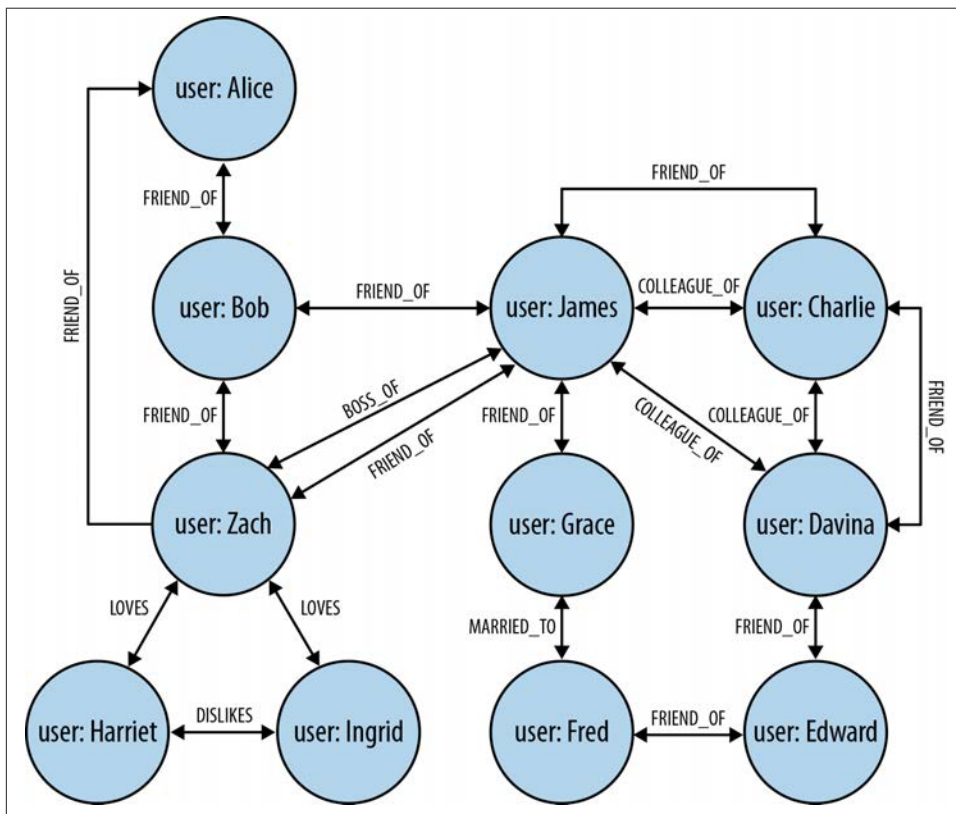 user: Alice
FRIEND_OF
FRIEND_OF
FRIEND_OF
user: Bob
FRIEND_OF
user: James
COLLEAGUE_OF
user: Charlie
FRIEND_OF
BOSS_OF
FRIEND_OF
FRIEND_OF
COLLEAGUE_OF
COLLEAGUE_OF
FRIEND_OF
user: Zach
user: Grace
user: Davina
LOVES
LOVES
MARRIED_TO
FRIEND_OF
user: Harriet
DISLIKES
user: Ingrid
user: Fred
FRIEND_OF
user: Edward